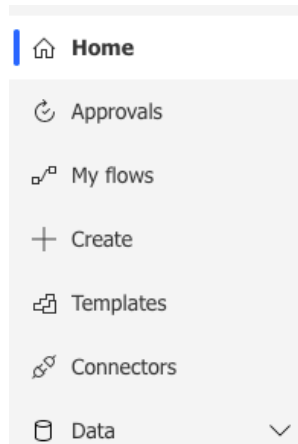 Home
Approvals
My flows
Create
Templates
Connectors
Data